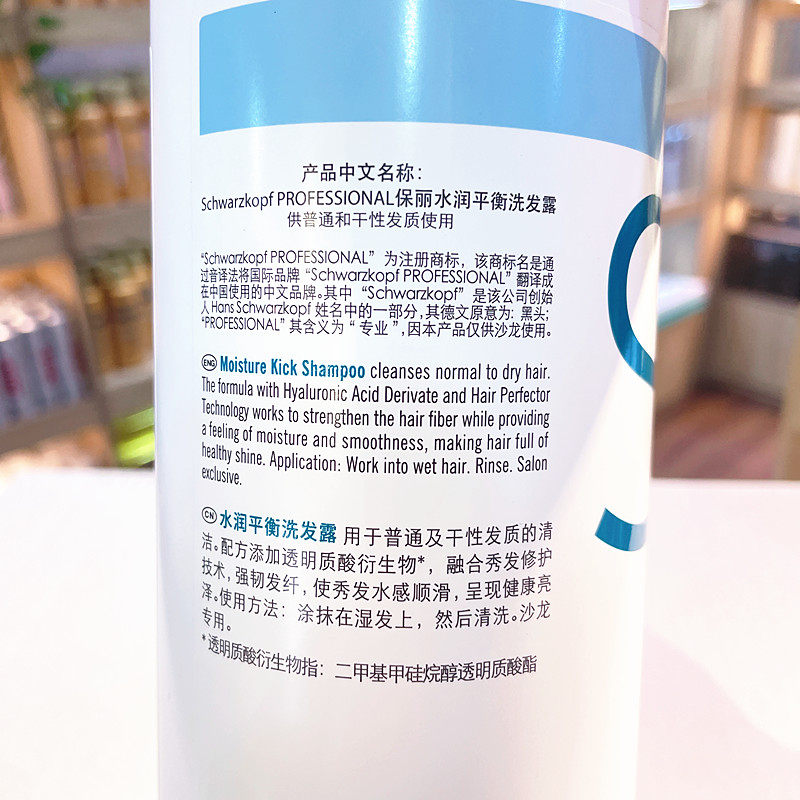 产品中文名称：
Schwarzkopf PROFESSIONAL保丽水润平衡洗发露
供普通和干性发质使用
“Schwarzkopf PROFESSIONAL”为注册商标，该商标名是通
过音译法将国际品牌“Schwarzkopf PROFESSIONAL”翻译成
在中国使用的中文品牌。其中“Schwarzkopf”是该公司创始
人Hans Schwarzkopf 姓名中的一部分,其德文原意为: 黑头;
“PROFESSIONAL”其含义为“专业”,因本产品仅供沙龙使用。
ENG Moisture Kick Shampoo cleanses normal to dry hair.
The formula with Hyaluronic Acid Derivate and Hair Perfector
Technology works to strengthen the hair fiber while providing
a feeling of moisture and smoothness, making hair full of
healthy shine. Application: Work into wet hair. Rinse. Salon
exclusive.
CN 水润平衡洗发露 用于普通及干性发质的清
洁。配方添加透明质酸衍生物*，融合秀发修护
技术，强韧发纤，使秀发水感顺滑，呈现健康亮
泽。使用方法：涂抹在湿发上，然后清洗。沙龙
专用。
*透明质酸衍生物指：二甲基甲硅烷醇透明质酸酯